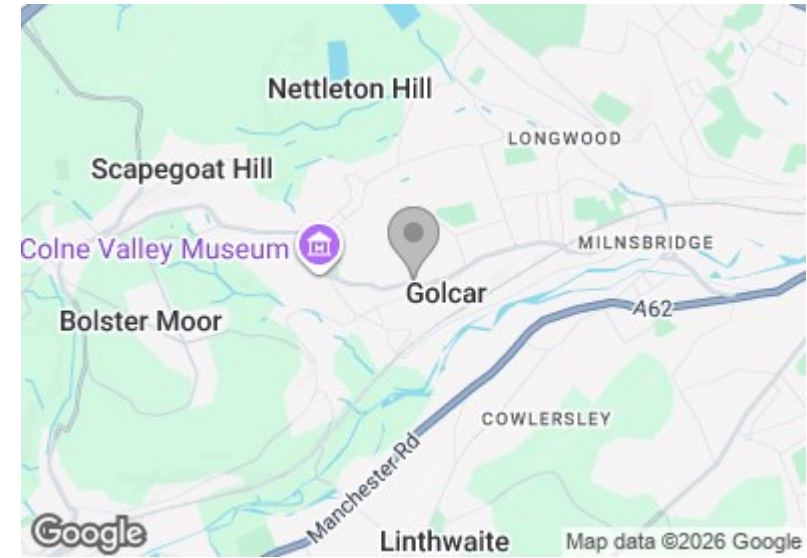 Nettleton Hill
LONGWOOD
Scapegoat Hill
Colne Valley Museum
MILNSBRIDGE
Golcar
A62
Bolster Moor
COWLERSLEY
Manchester Rd
Linthwaite
Google
Map data ©2026 Google